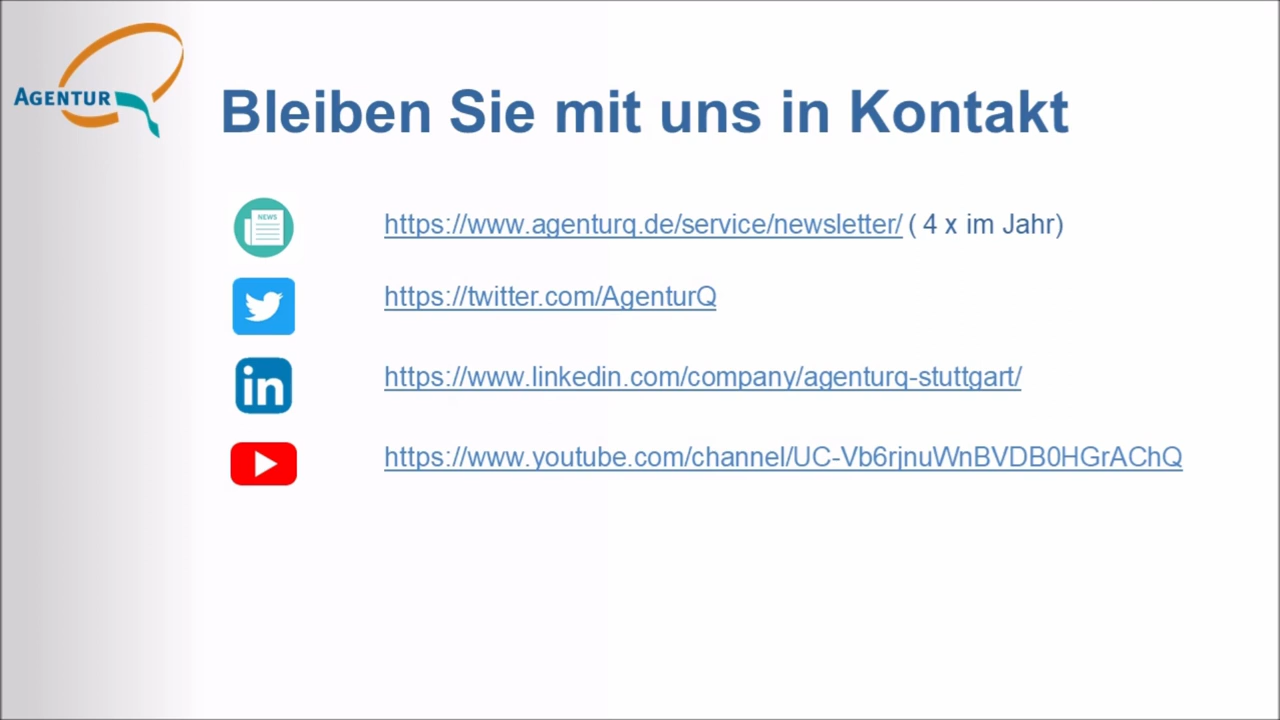 AGENTUR
Bleiben Sie mit uns in Kontakt
NEWS
https://www.agenturq.de/service/newsletter/ ( 4 x im Jahr)
https://twitter.com/AgenturQ
in
https://www.linkedin.com/company/agenturq-stuttgart/
https://www.youtube.com/channel/UC-Vb6rjnuWnBVDB0HGrAChQ